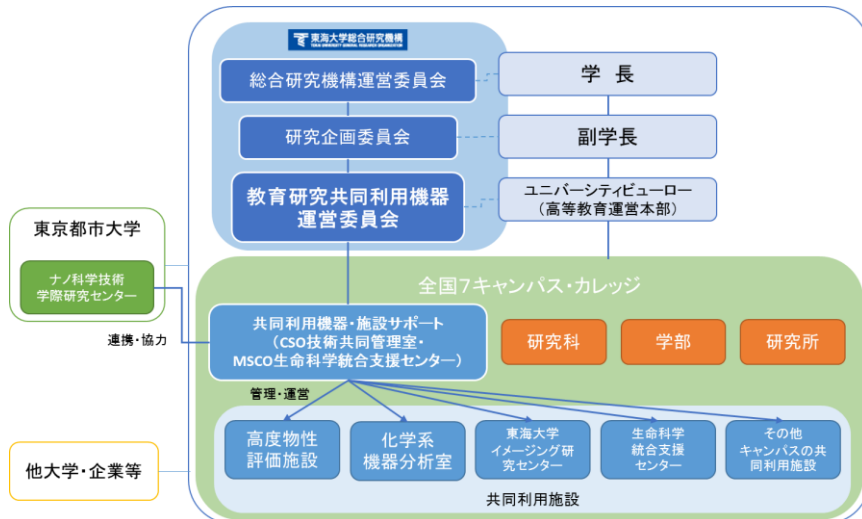 東海大学総合研究機構
TOKAI UNIVERSITY GENERAL RESEARCH ORGANIZATION
総合研究機構運営委員会
学 長
研究企画委員会
副学長
教育研究共同利用機器
運営委員会
ユニバーシティビューロー
(高等教育運営本部)
東京都市大学
ナノ科学技術
学際研究センター
連携・協力
全国7キャンパス・カレッジ
共同利用機器・施設サポート
(CSO技術共同管理室・
MSCO生命科学統合支援センター)
研究科
学部
研究所
管理・運営
高度物性
評価施設
化学系
機器分析室
東海大学
イメージング研
究センター
生命科学
統合支援
センター
その他
キャンパスの共
同利用施設
共同利用施設
他大学・企業等